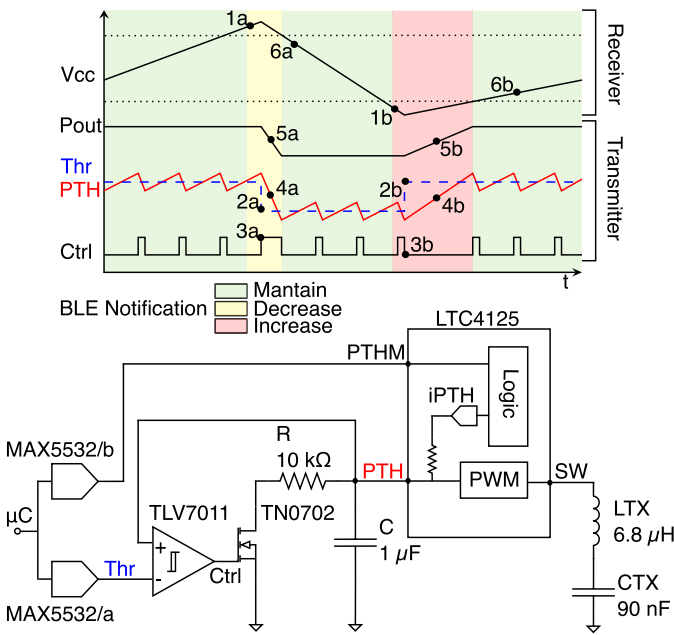 1a
Receiver
6a
Vcc
6b
1b
Pout
5a
5b
Transmitter
Thr
PTH
4a
2a
2b
4b
3a
3b
Ctrl
t
BLE Notification
Mantain
Decrease
Increase
LTC4125
PTHM
Logic
iPTH
R
10 kΩ
PTH
PWM
SW
MAX5532/b
µC
TLV7011
TN0702
LTX
6.8 µH
C
1 µF
+
-
Thr
Ctrl
CTX
90 nF
MAX5532/a